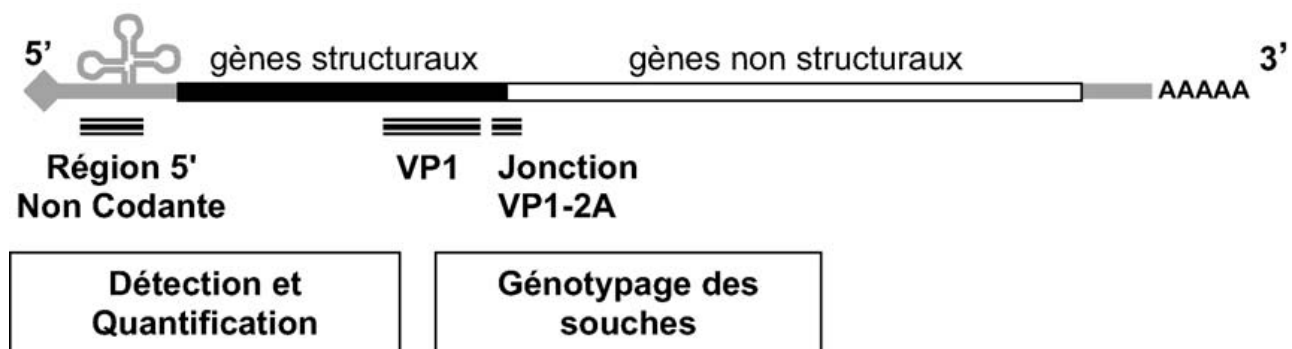 5’ gènes structuraux gènes non structuraux 3’
AAAAA
Région 5'
Non Codante
VP1
Jonction
VP1-2A
Détection et
Quantification
Génotypage des
souches